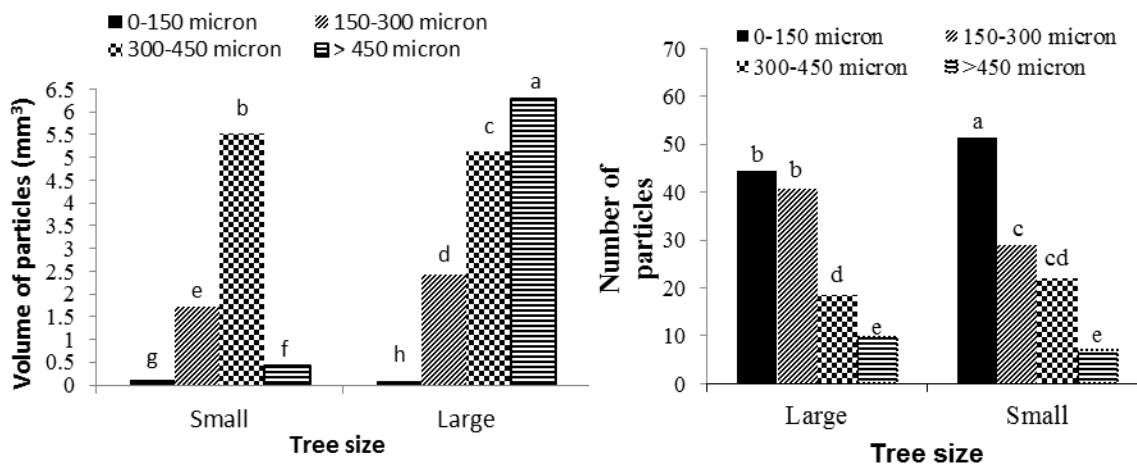 0-150 micron 150-300 micron
300-450 micron > 450 micron
Volume of particles (mm³)
6.5
6
5.5
5
4.5
4
3.5
3
2.5
2
1.5
1
0.5
0
g e b f h d c a
Small Large
Tree size
0-150 micron 150-300 micron
300-450 micron >450 micron
Number of
particles
70
60
50
40
30
20
10
0
b b d e a c cd e
Large Small
Tree size